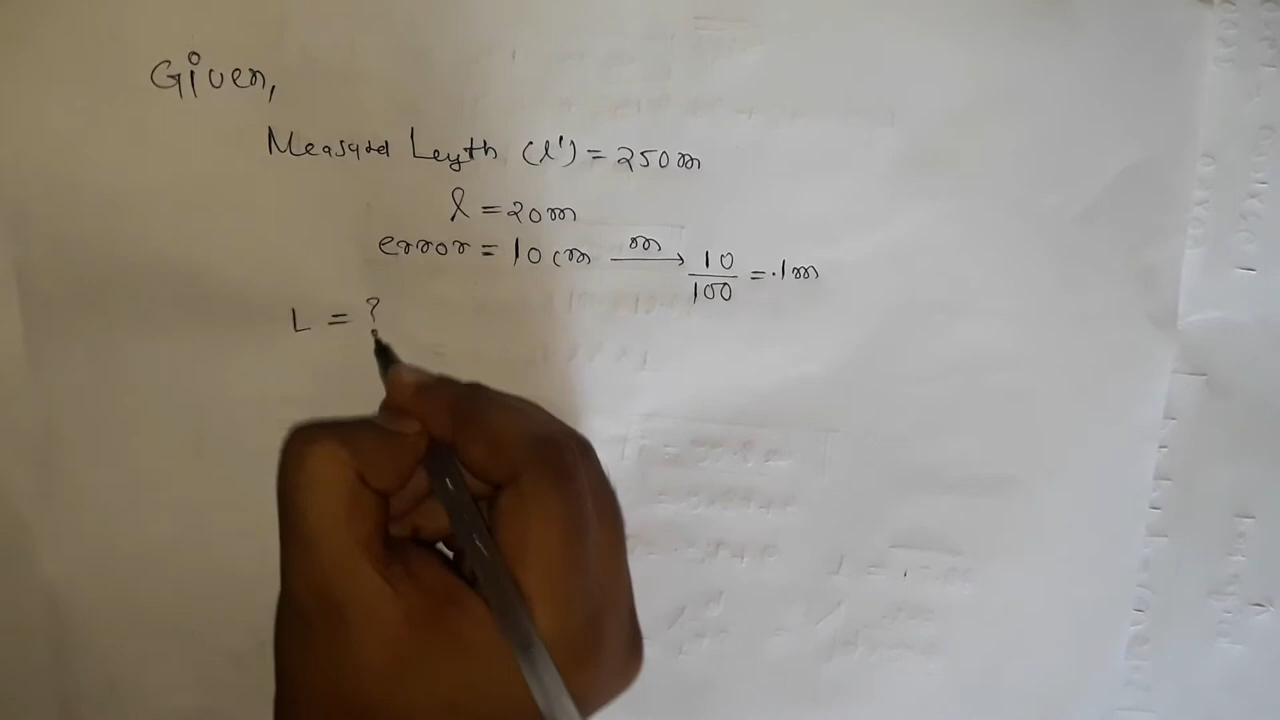 Given,
Measured Length (l') = 250m
l = 20m
error = 10cm m → 10/100 = .1m
L = ?